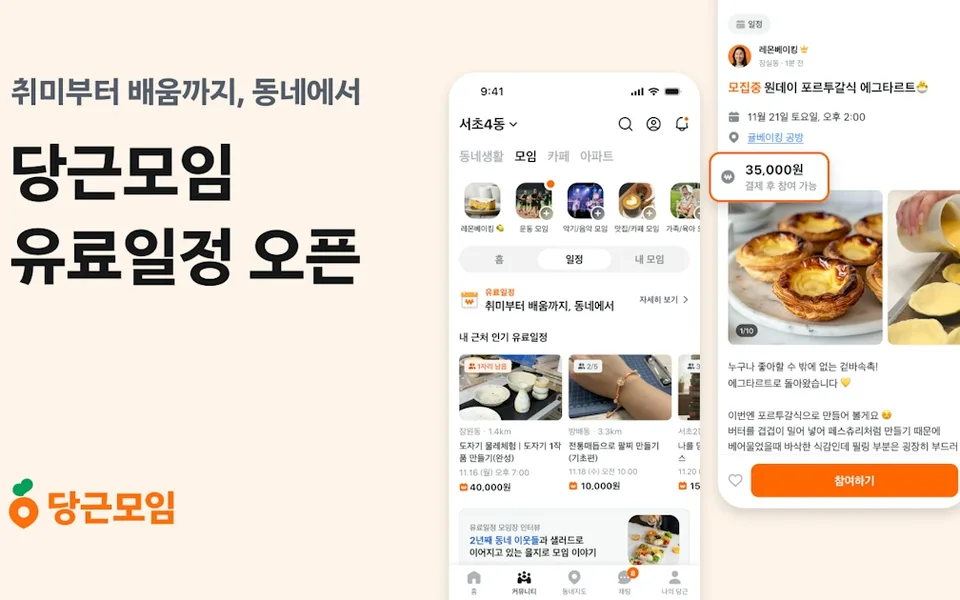 취미부터 배움까지, 동네에서
당근모임
유료일정 오픈
당근모임
9:41
서초4동
동네생활 모임 카페 아파트
레몬베이킹
운동 모임
악기/음악 모임
맛집/카페 모임
가족/육아
홈
일정
내 모임
유료일정
취미부터 배움까지, 동네에서
자세히 보기
내 근처 인기 유료일정
1자리 남음
2/5
잠원동 · 1.4km
도자기 물레체험 | 도자기 1작
품 만들기(완성)
11.16 (월) 오후 7:00
40,000원
방배동 · 3.3km
전통매듭으로 팔찌 만들기
(기초편)
11.18 (수) 오전 10:00
10,000원
서초2
나를 담
스
11.20
15
유료일정 모임장 인터뷰
2년째 동네 이웃들과 샐러드로
이어지고 있는 을지로 모임 이야기
홈
커뮤니티
동네지도
채팅
8
나의 당근
일정
레몬베이킹
잠실동 · 1분 전
모집중 원데이 포르투갈식 에그타르트
11월 21일 토요일, 오후 2:00
귤베이킹 공방
35,000원
결제 후 참여 가능
1/10
누구나 좋아할 수 밖에 없는 겉바속촉!
에그타르트로 돌아왔습니다
이번엔 포르투갈식으로 만들어 볼게요
버터를 겹겹이 밀어 넣어 페스츄리처럼 만들기 때문에
베어물었을때 바삭한 식감인데 필링 부분은 굉장히 부드러
참여하기